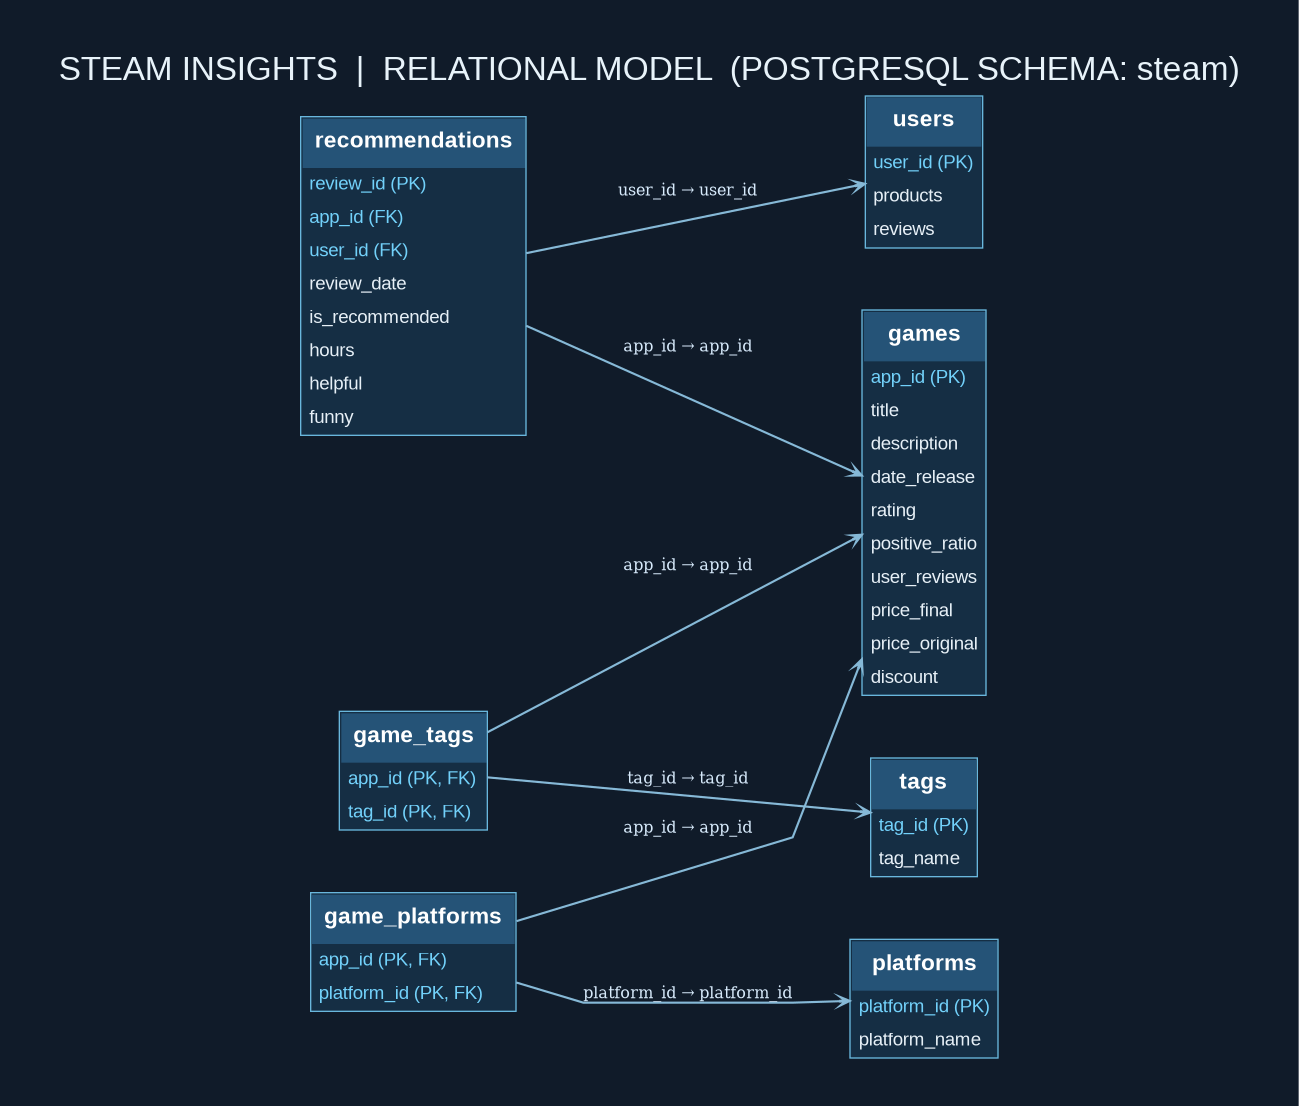 STEAM INSIGHTS | RELATIONAL MODEL (POSTGRESQL SCHEMA: steam)
recommendations
review_id (PK)
app_id (FK)
user_id (FK)
review_date
is_recommended
hours
helpful
funny
user_id → user_id
app_id → app_id
users
user_id (PK)
products
reviews
games
app_id (PK)
title
description
date_release
rating
positive_ratio
user_reviews
price_final
price_original
discount
app_id → app_id
game_tags
app_id (PK, FK)
tag_id (PK, FK)
tag_id → tag_id
tags
tag_id (PK)
tag_name
app_id → app_id
game_platforms
app_id (PK, FK)
platform_id (PK, FK)
platform_id → platform_id
platforms
platform_id (PK)
platform_name